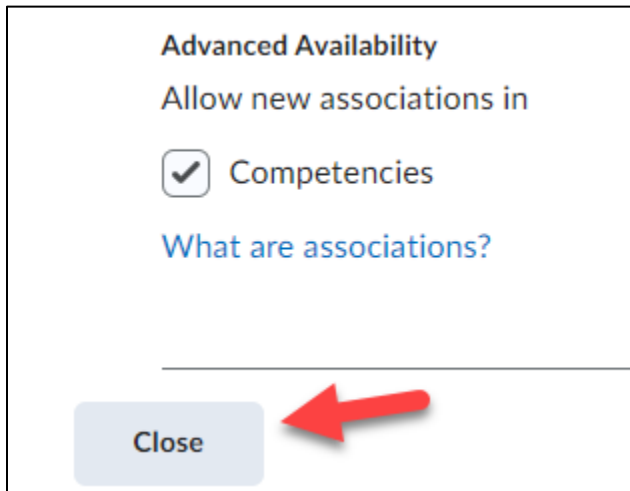 Advanced Availability
Allow new associations in
Competencies
What are associations?
Close